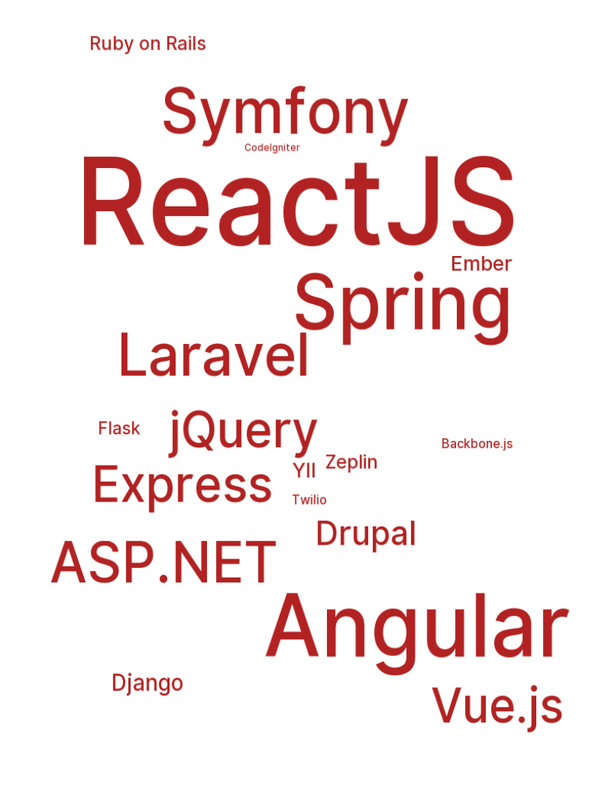 Ruby on Rails
Symfony
CodeIgniter
ReactJS
Ember
Spring
Laravel
jQuery
Flask
Backbone.js
Zeplin
YII
Express
Twilio
Drupal
ASP.NET
Angular
Django
Vue.js